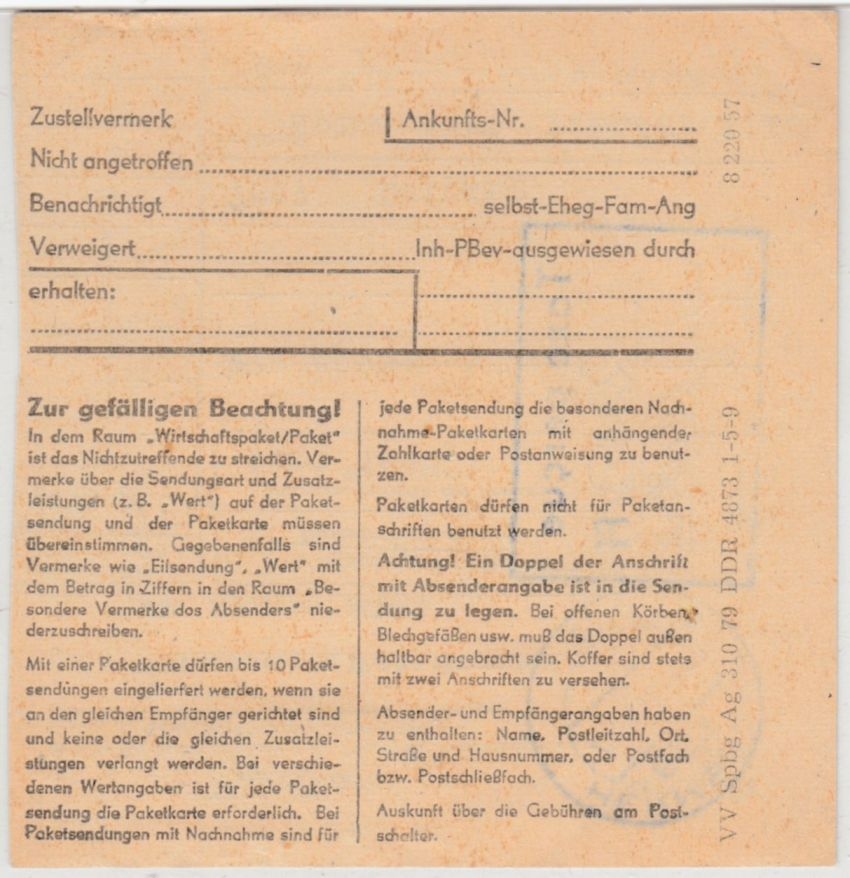 Zustellvermerk
Ankunfts-Nr.
Nicht angetroffen
Benachrichtigt selbst-Eheg-Fam-Ang
Verweigert Inh-PBev-ausgewiesen durch
erhalten:
Zur gefälligen Beachtung!
In dem Raum „Wirtschaftspaket/Paket"
ist das Nichtzutreffende zu streichen. Ver-
merke über die Sendungsart und Zusatz-
leistungen (z. B. „Wert") auf der Paket-
sendung und der Paketkarte müssen
übereinstimmen. Gegebenenfalls sind
Vermerke wie „Eilsendung", „Wert" mit
dem Betrag in Ziffern in den Raum „Be-
sondere Vermerke dos Absenders" nie-
derzuschreiben.
Mit einer Paketkarte dürfen bis 10 Paket-
sendungen eingelierfert werden, wenn sie
an den gleichen Empfänger gerichtet sind
und keine oder die gleichen Zusatzlei-
stungen verlangt werden. Bei verschie-
denen Wertangaben ist für jede Paket-
sendung die Paketkarte erforderlich. Bei
Paketsendungen mit Nachnahme sind für
jede Paketsendung die besonderen Nach-
nahme-Paketkarten mit anhängender
Zahlkarte oder Postanweisung zu benut-
zen.
Paketkarten dürfen nicht für Paketan-
schriften benutzt werden.
Achtung! Ein Doppel der Anschrift
mit Absenderangabe ist in die Sen-
dung zu legen. Bei offenen Körben,
Blechgefäßen usw. muß das Doppel außen
haltbar angebracht sein. Koffer sind stets
mit zwei Anschriften zu versehen.
Absender- und Empfängerangaben haben
zu enthalten: Name, Postleitzahl, Ort.
Straße und Hausnummer, oder Postfach
bzw. Postschließfach.
Auskunft über die Gebühren am Post-
schalter.
VV Spbg Ag 310 79 DDR 4873 1-5-9
8 220 57